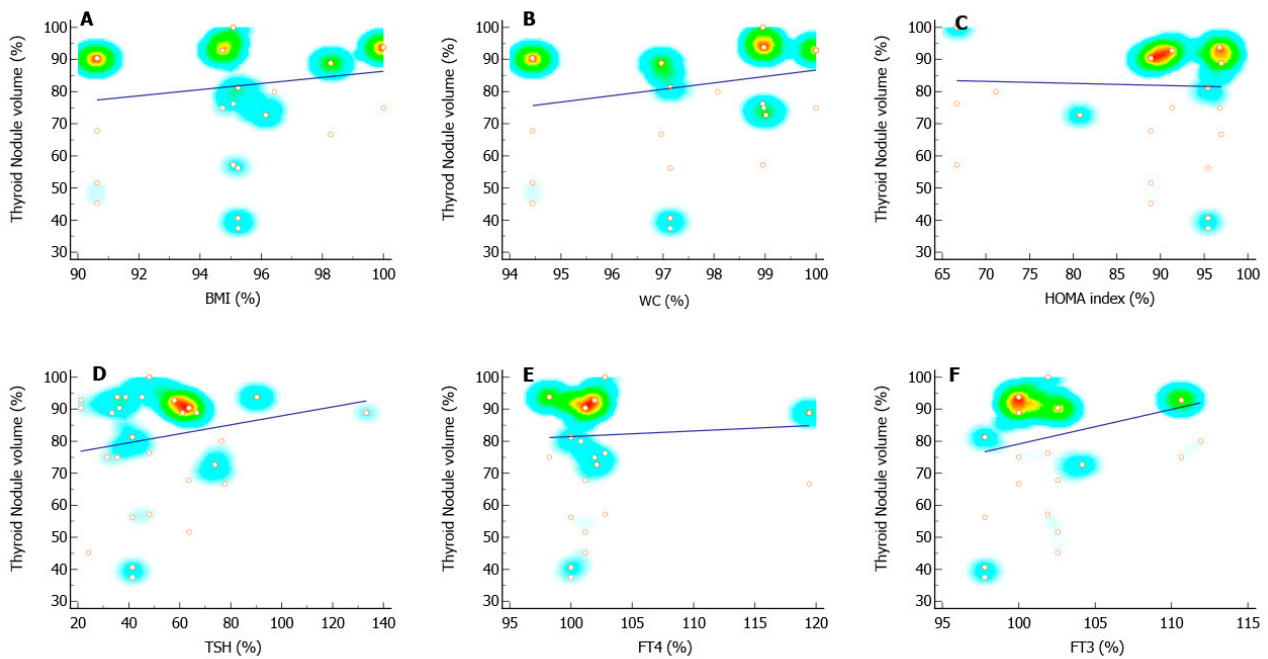 A
Thyroid Nodule volume (%)
100
90
80
70
60
50
40
30
90 92 94 96 98 100
BMI (%)
B
Thyrod Nodule volume (%)
100
90
80
70
60
50
40
30
94 95 96 97 98 99 100
WC (%)
C
Thyroid Nodule volume (%)
100
90
80
70
60
50
40
30
65 70 75 80 85 90 95 100
HOMA index (%)
D
Thyroid Nodule volume (%)
100
90
80
70
60
50
40
30
20 40 60 80 100 120 140
TSH (%)
E
Thyroid Nodule volume (%)
100
90
80
70
60
50
40
30
95 100 105 110 115 120
FT4 (%)
F
Thyroid Nodule volume (%)
100
90
80
70
60
50
40
30
95 100 105 110 115
FT3 (%)